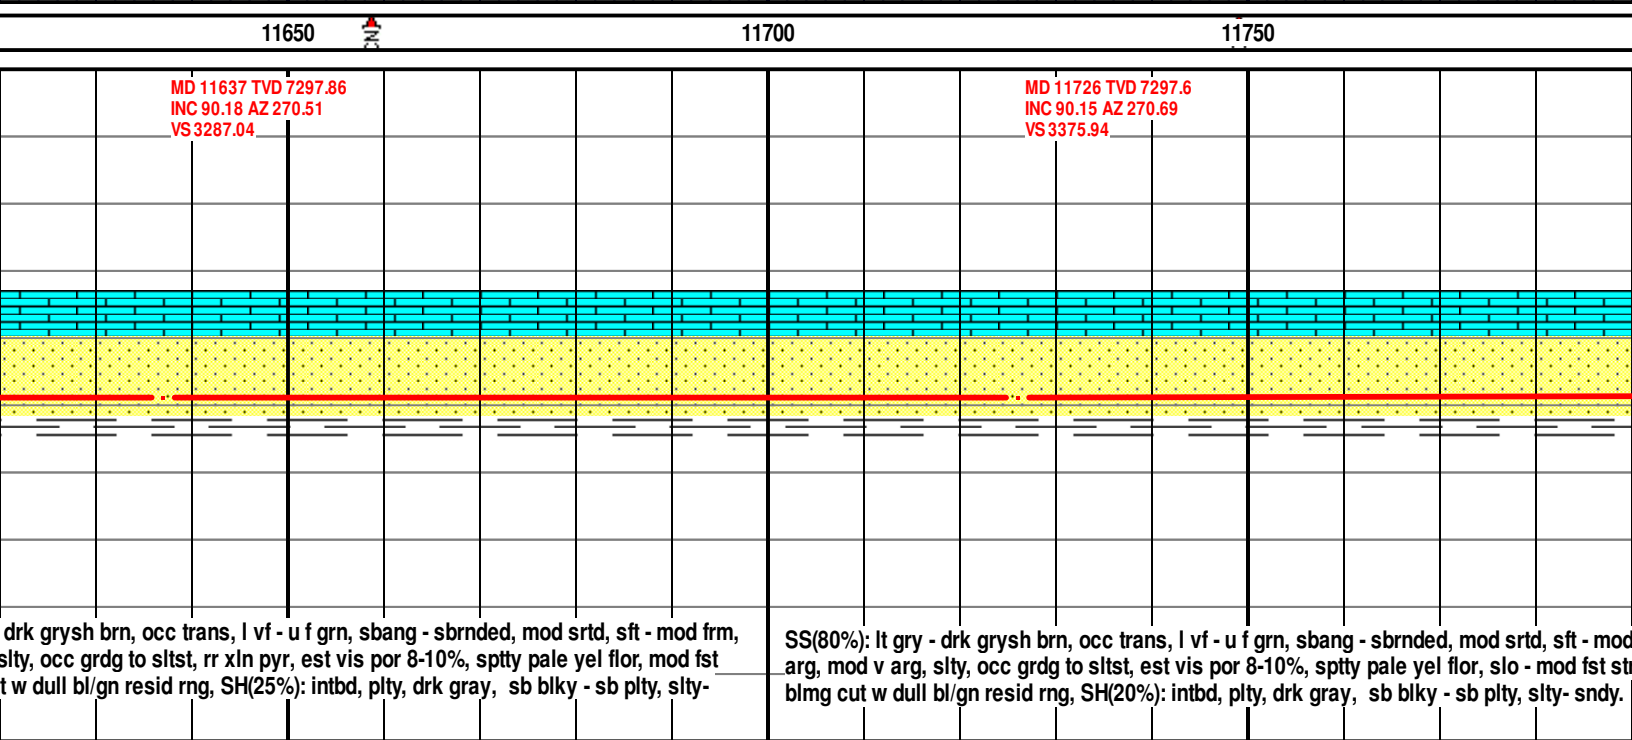 11650 CN 11700 11750
MD 11637 TVD 7297.86
INC 90.18 AZ 270.51
VS 3287.04
MD 11726 TVD 7297.6
INC 90.15 AZ 270.69
VS 3375.94
drk grysh brn, occ trans, l vf - u f grn, sbang - sbrnded, mod srtd, sft - mod frm,
slty, occ grdg to sltst, rr xln pyr, est vis por 8-10%, sptty pale yel flor, mod fst
t w dull bl/gn resid rng, SH(25%): intbd, plty, drk gray, sb blky - sb plty, slty-
SS(80%): lt gry - drk grysh brn, occ trans, l vf - u f grn, sbang - sbrnded, mod srtd, sft - mod
arg, mod v arg, slty, occ grdg to sltst, est vis por 8-10%, sptty pale yel flor, slo - mod fst str
blmg cut w dull bl/gn resid rng, SH(20%): intbd, plty, drk gray, sb blky - sb plty, slty- sndy.